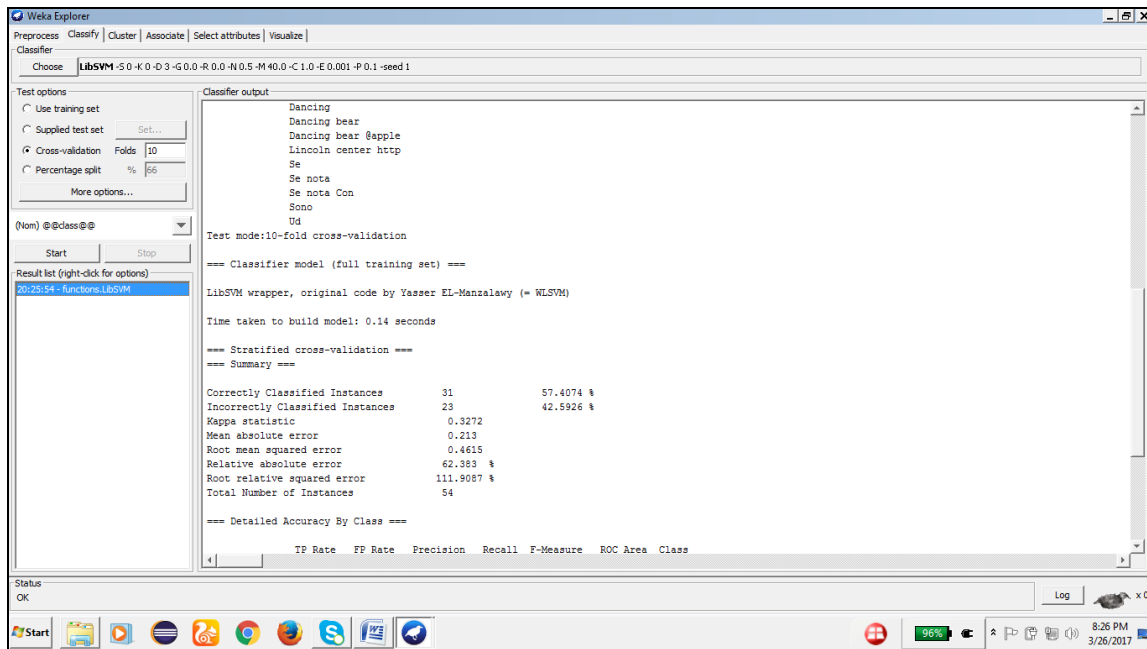 Weka Explorer
Preprocess Classify Cluster Associate Select attributes Visualize
Classifier
Choose LibSVM -S 0 -K 0 -D 3 -G 0.0 -R 0.0 -N 0.5 -M 40.0 -C 1.0 -E 0.001 -P 0.1 -seed 1
Test options
Use training set
Supplied test set Set...
Cross-validation Folds 10
Percentage split % 66
More options...
(Nom) @@class@@
Start Stop
Result list (right-click for options)
20:25:54 - functions.LibSVM
Classifier output
Dancing
Dancing bear
Dancing bear @apple
Lincoln center http
Se
Se nota
Se nota Con
Sono
Ud
Test mode:10-fold cross-validation
=== Classifier model (full training set) ===
LibSVM wrapper, original code by Yasser EL-Manzalawy (= WLSVM)
Time taken to build model: 0.14 seconds
=== Stratified cross-validation ===
=== Summary ===
Correctly Classified Instances 31 57.4074 %
Incorrectly Classified Instances 23 42.5926 %
Kappa statistic 0.3272
Mean absolute error 0.213
Root mean squared error 0.4615
Relative absolute error 62.383 %
Root relative squared error 111.9087 %
Total Number of Instances 54
=== Detailed Accuracy By Class ===
TP Rate FP Rate Precision Recall F-Measure ROC Area Class
Status
OK
Log x 0
Start 96% 8:26 PM
3/26/2017